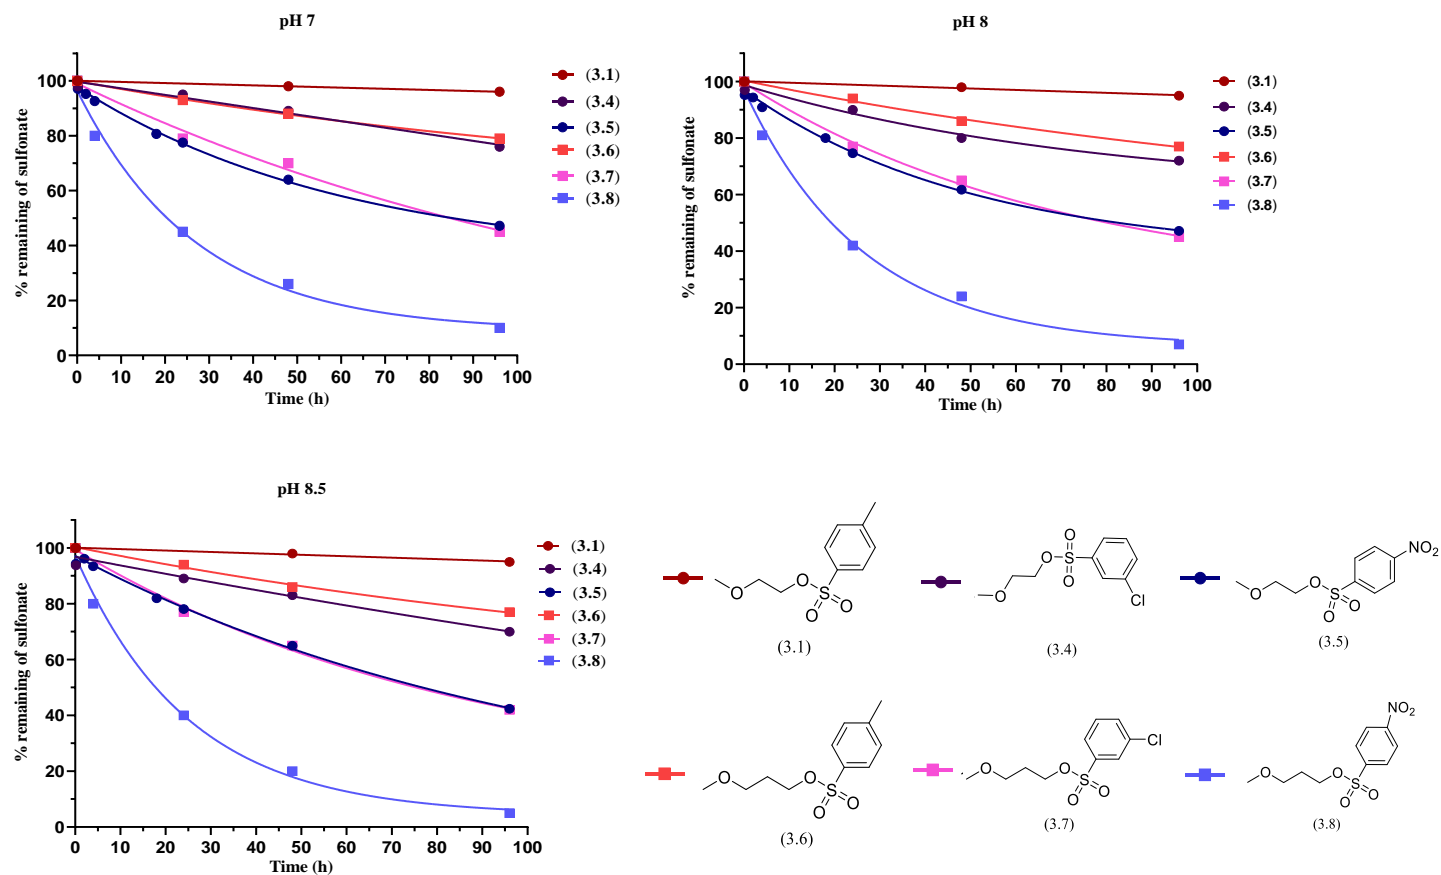 pH 7
% remaining of sulfonate
100
80
60
40
20
0
0 10 20 30 40 50 60 70 80 90 100
Time (h)
(3.1)
(3.4)
(3.5)
(3.6)
(3.7)
(3.8)
pH 8
% remaining of sulfonate
100
80
60
40
20
0
0 10 20 30 40 50 60 70 80 90 100
Time (h)
(3.1)
(3.4)
(3.5)
(3.6)
(3.7)
(3.8)
pH 8.5
% remaining of sulfonate
100
80
60
40
20
0
0 10 20 30 40 50 60 70 80 90 100
Time (h)
(3.1)
(3.4)
(3.5)
(3.6)
(3.7)
(3.8)
O
O
S
O
O
(3.1)
O
O
S
O
O
Cl
(3.4)
NO2
O
O
S
O
O
(3.5)
O
O
S
O
O
(3.6)
Cl
O
O
S
O
O
(3.7)
NO2
O
O
S
O
O
(3.8)